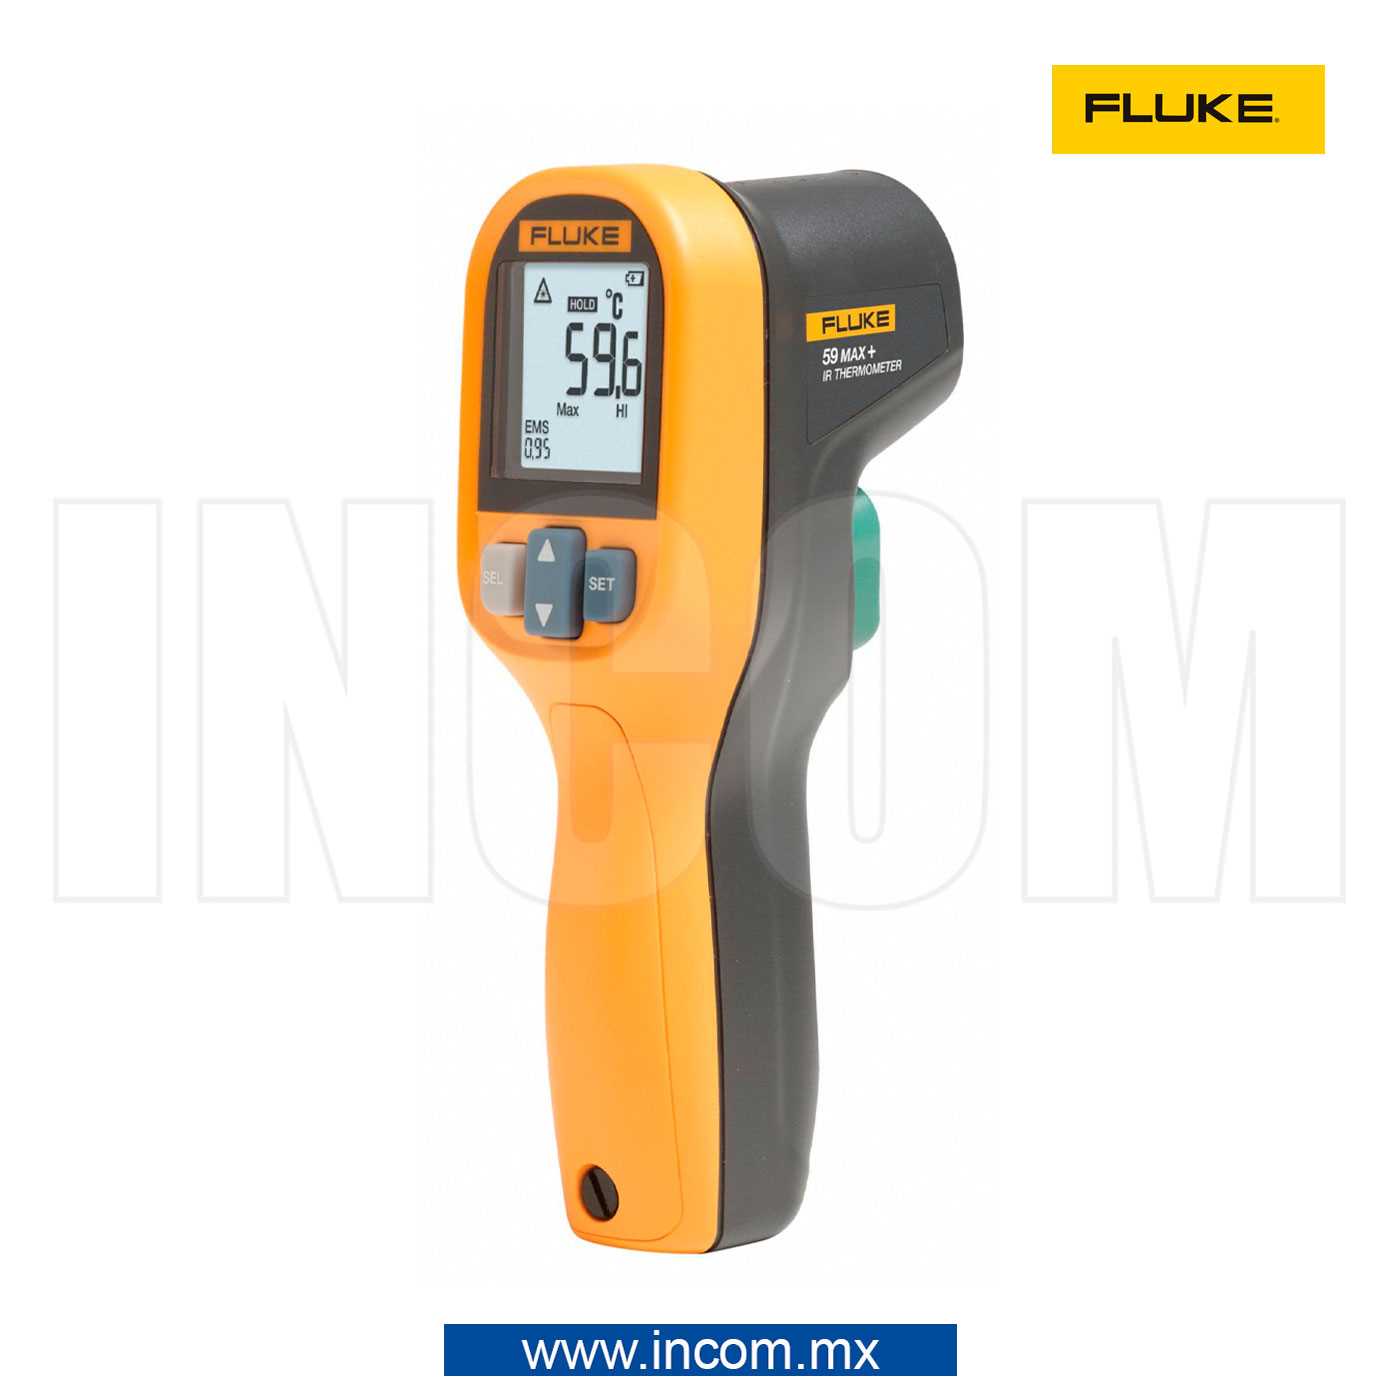 FLUKE®
FLUKE
HOLD °C
59,6
Max HI
EMS
0,95
FLUKE
59 MAX+
IR THERMOMETER
SEL
SET
INCOM
www.incom.mx